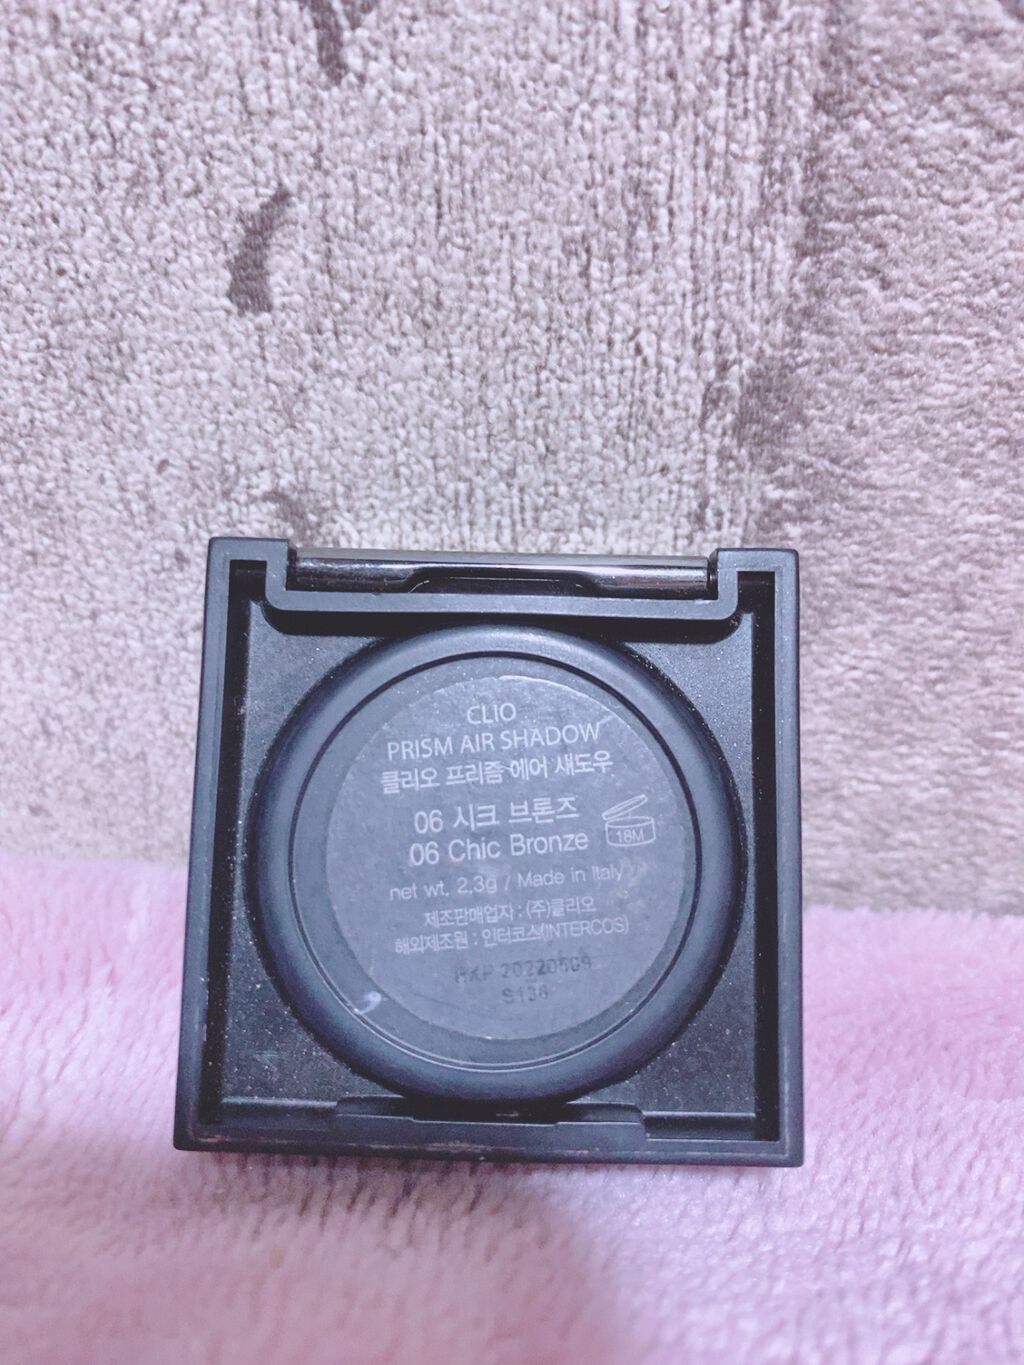 CLIO
PRISM AIR SHADOW
클리오 프리즘 에어 섀도우
06 시크 브론즈
06 Chic Bronze
18M
net wt. 2.3g / Made in Italy
제조판매업자 : (주)클리오
해외제조원 : 인터코스(INTERCOS)
S136